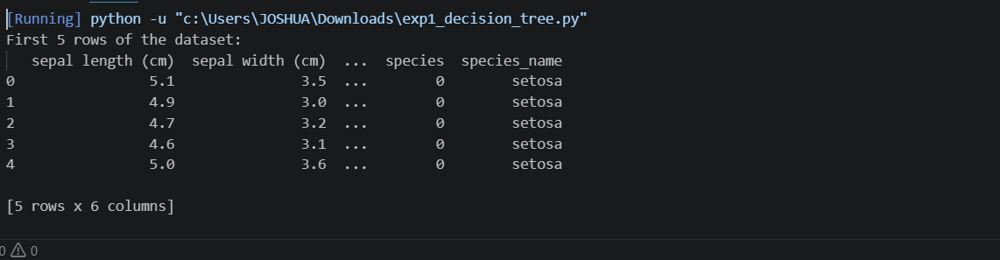 [Running] python -u "c:\Users\JOSHUA\Downloads\exp1_decision_tree.py"
First 5 rows of the dataset:
   sepal length (cm)  sepal width (cm)  ...  species  species_name
0                5.1               3.5  ...        0        setosa
1                4.9               3.0  ...        0        setosa
2                4.7               3.2  ...        0        setosa
3                4.6               3.1  ...        0        setosa
4                5.0               3.6  ...        0        setosa
[5 rows x 6 columns]
0 ⚠ 0